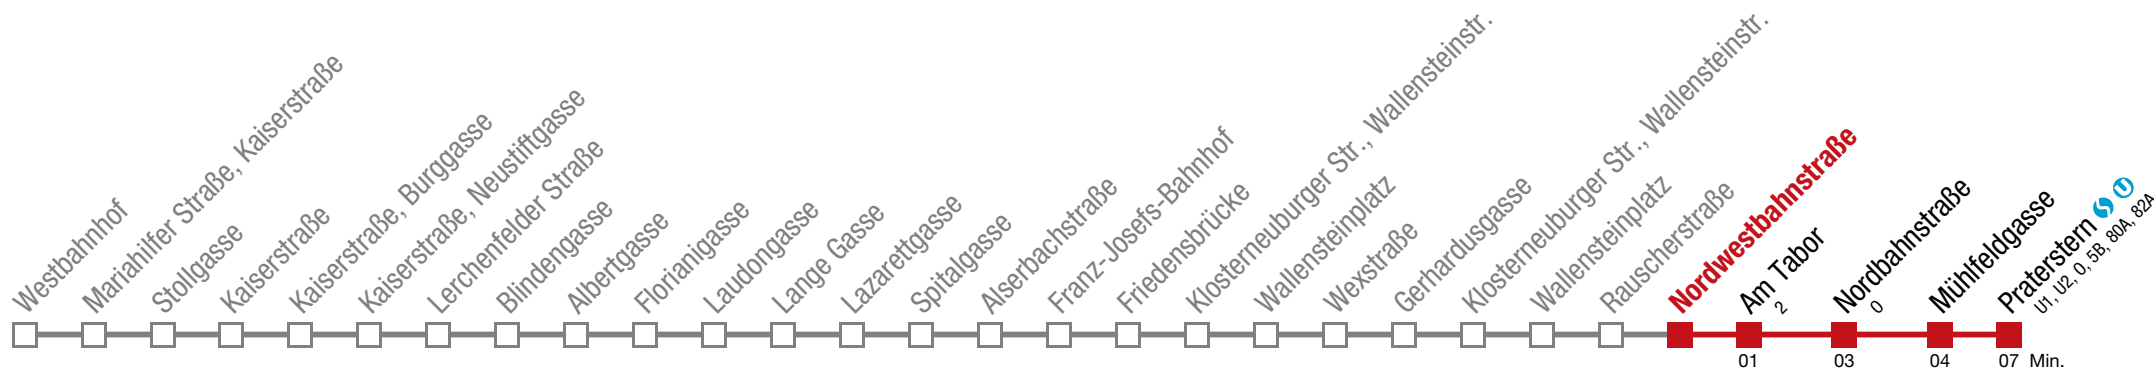 Westbahnhof
Mariahilfer Straße, Kaiserstraße
Stollgasse
Kaiserstraße
Kaiserstraße, Burggasse
Kaiserstraße, Neustiftgasse
Lerchenfelder Straße
Blindengasse
Albertgasse
Florianigasse
Laudongasse
Lange Gasse
Lazarettgasse
Spitalgasse
Alserbachstraße
Franz-Josefs-Bahnhof
Friedensbrücke
Klosterneuburger Str., Wallensteinstr.
Wallensteinplatz
Wexstraße
Gerhardusgasse
Klosterneuburger Str., Wallensteinstr.
Wallensteinplatz
Rauscherstraße
Nordwestbahnstraße
Am Tabor
2
Nordbahnstraße
0
Mühlfeldgasse
Praterstern S U
U1, U2, O, 5B, 80A, 82A
01 03 04 07 Min.